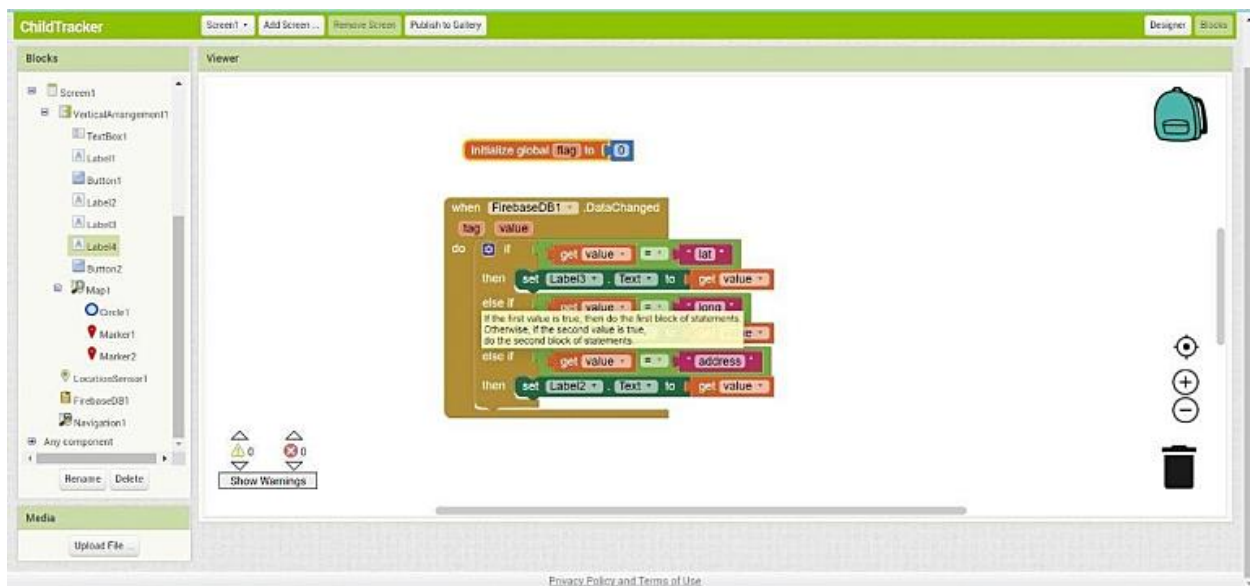 ChildTracker
Screen1 Add Screen ... Remove Screen Publish to Gallery Designer Blocks
Blocks
Viewer
Screen1
VerticalArrangement1
TextBox1
Label1
Button1
Label2
Label3
Label4
Button2
Map1
Circle1
Marker1
Marker2
LocationSensor1
FirebaseDB1
Navigation1
Any component
Rename Delete
Media
Upload File ...
initialize global flag to 0
when FirebaseDB1 .DataChanged
tag value
do if get value = " lat "
then set Label3 . Text to get value
else if get value = " long "
If the first value is true, then do the first block of statements.
Otherwise, if the second value is true,
do the second block of statements.
else if get value = " address "
then set Label2 . Text to get value
0 0
Show Warnings
Privacy Policy and Terms of Use